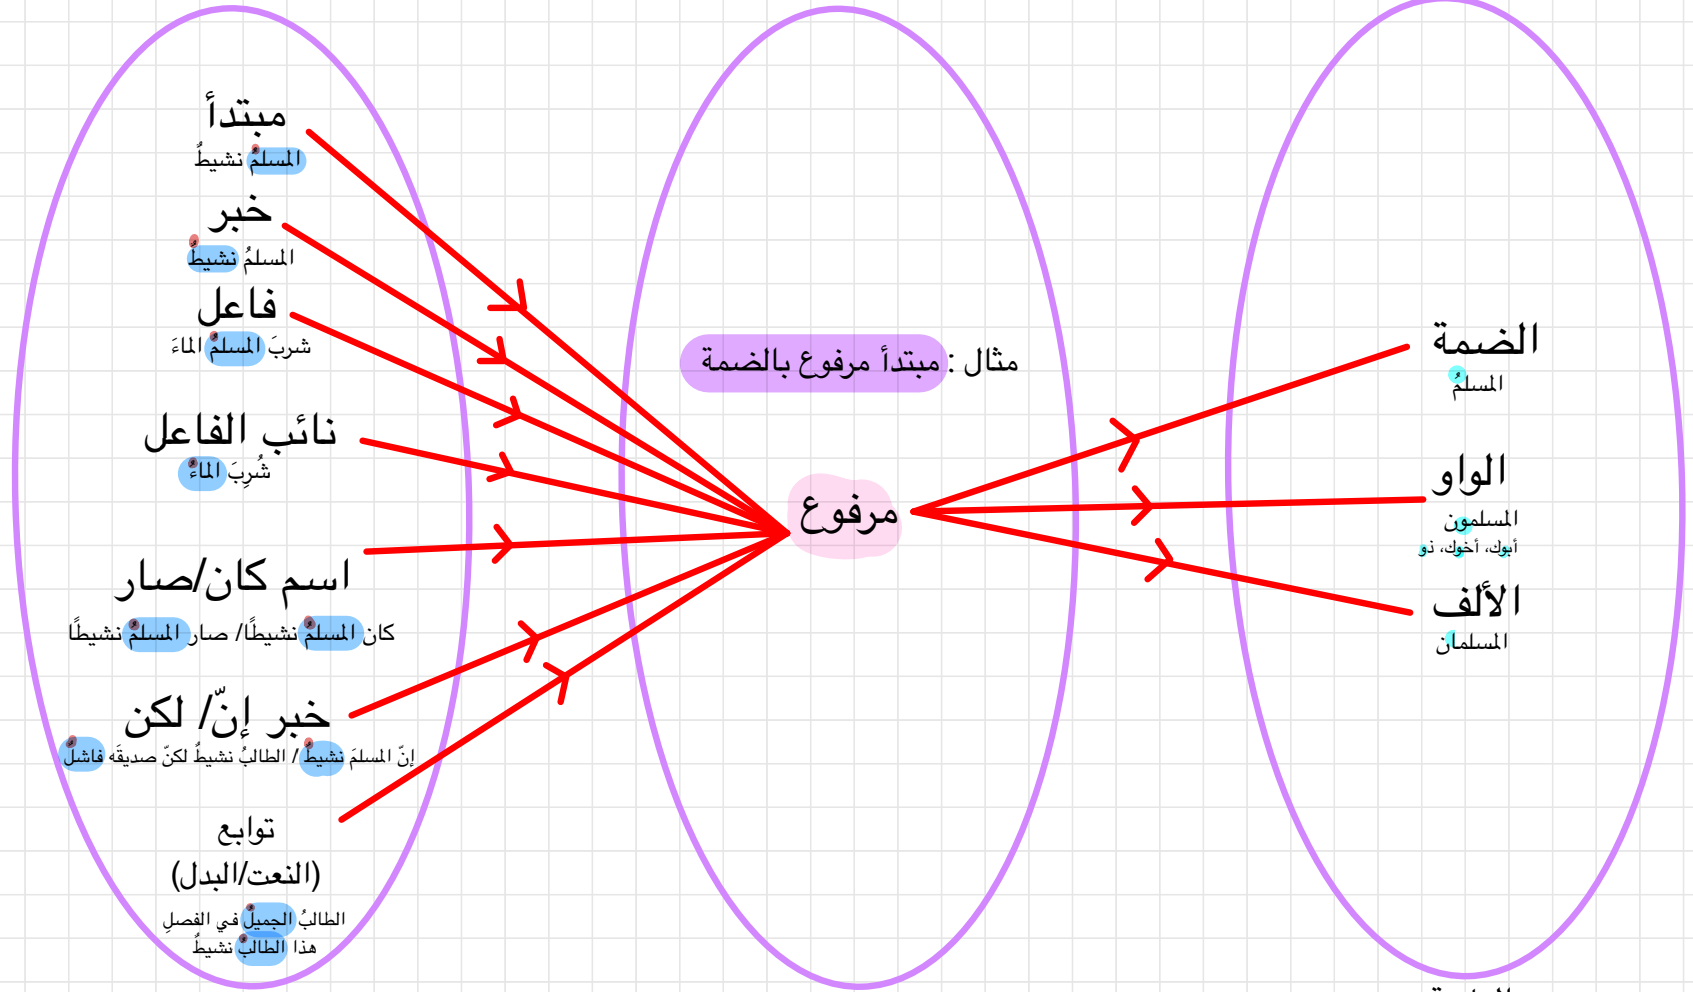 مبتدأ
المسلمُ نشيطٌ
خبر
المسلمُ نشيطٌ
فاعل
شربَ المسلمُ الماءَ
نائب الفاعل
شُرِبَ الماءُ
اسم كان/صار
كان المسلمُ نشيطًا/ صار المسلمُ نشيطًا
خبر إنّ/ لكن
إنّ المسلمَ نشيطٌ / الطالبُ نشيطٌ لكنّ صديقَه فاشلٌ
توابع
(النعت/البدل)
الطالبُ الجميلُ في الفصلِ
هذا الطالبُ نشيطٌ
مثال : مبتدأ مرفوع بالضمة
مرفوع
الضمة
المسلمُ
الواو
المسلمون
أبوك، أخوك، ذو
الألف
المسلمان